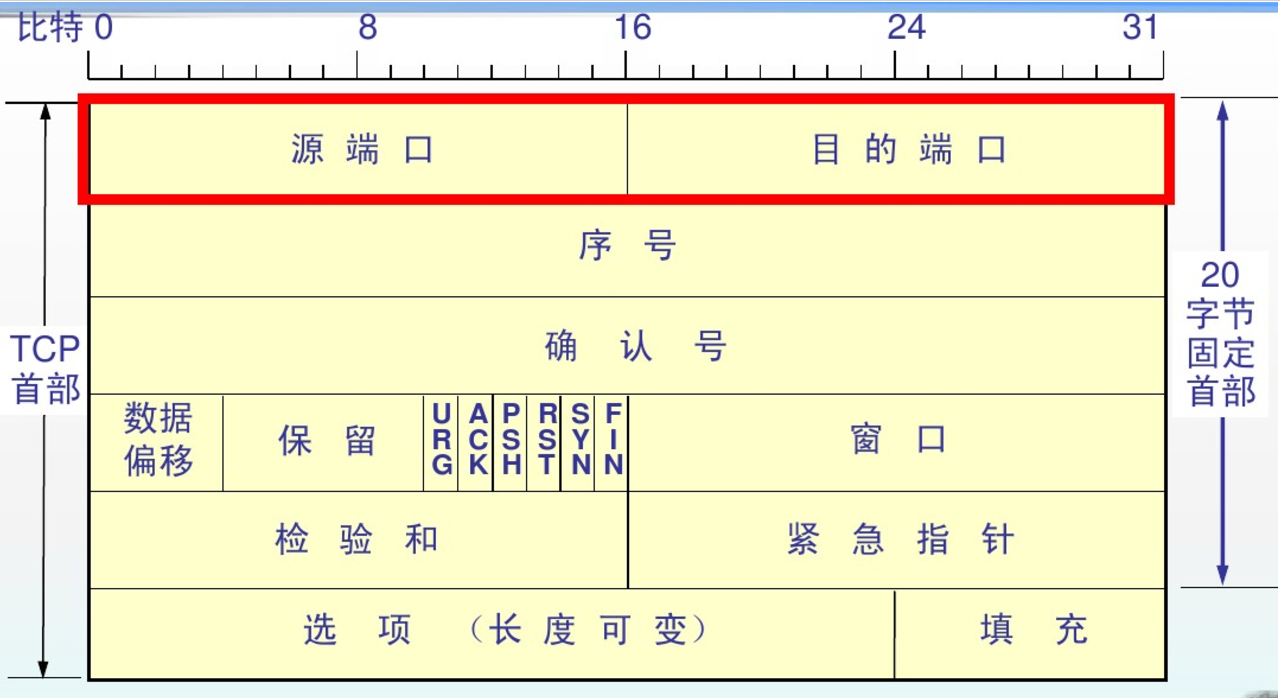 比特 0 8 16 24 31
源端口 目的端口
序号
20
字节
固定
首部
确认号
TCP
首部
数据
偏移
保留
URG
ACK
PSH
RST
SYN
FIN
窗口
检验和 紧急指针
选项（长度可变） 填充